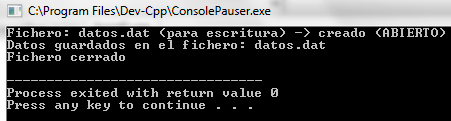 C:\Program Files\Dev-Cpp\ConsolePauser.exe
Fichero: datos.dat (para escritura) -> creado (ABIERTO)
Datos guardados en el fichero: datos.dat
Fichero cerrado
--------------------------------
Process exited with return value 0
Press any key to continue . . .